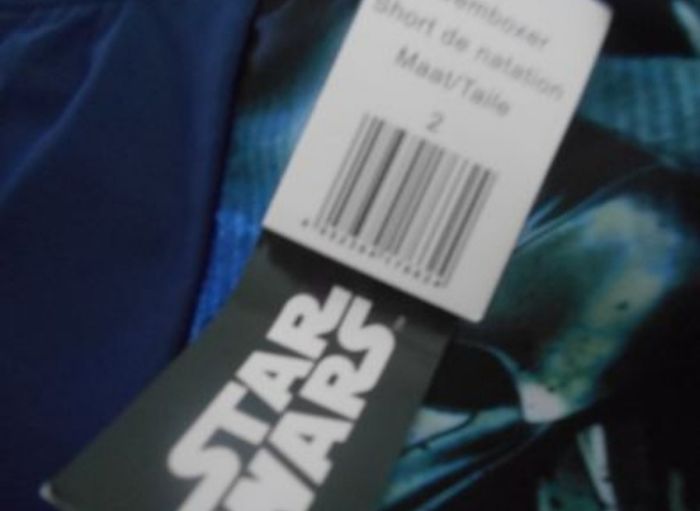 Short de natation
Maat/Taille
2
STAR
WARS